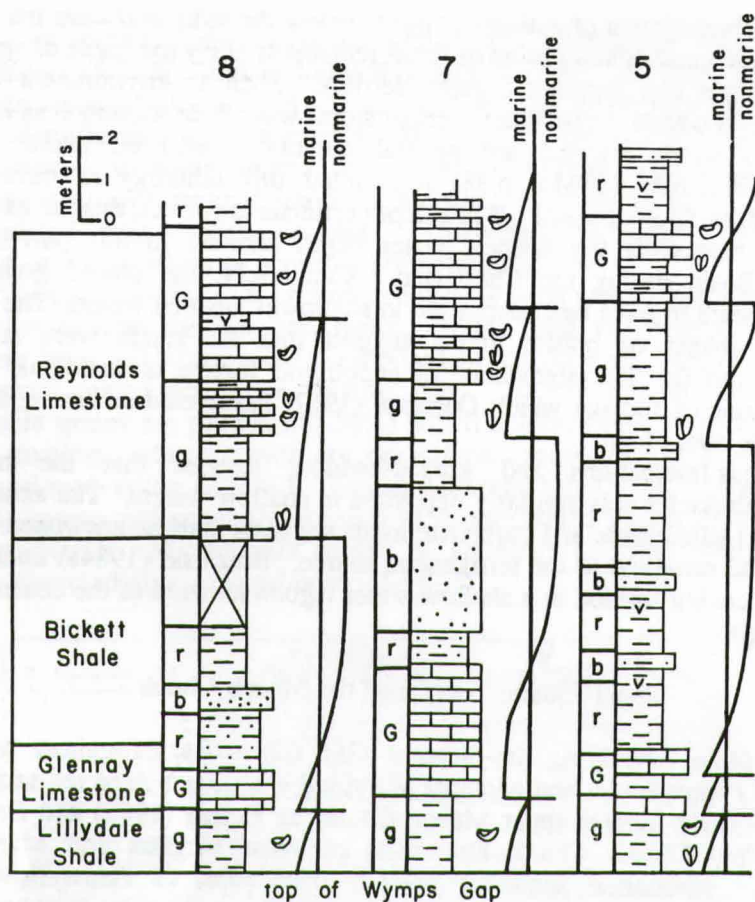 8
marine
nonmarine
7
marine
nonmarine
5
marine
nonmarine
2
1
0
meters
Reynolds
Limestone
Bickett
Shale
Glenray
Limestone
Lillydale
Shale
r
G
g
r
b
r
G
g
G
g
b
r
G
g
r
G
g
b
r
b
r
b
r
G
g
top of Wymps Gap